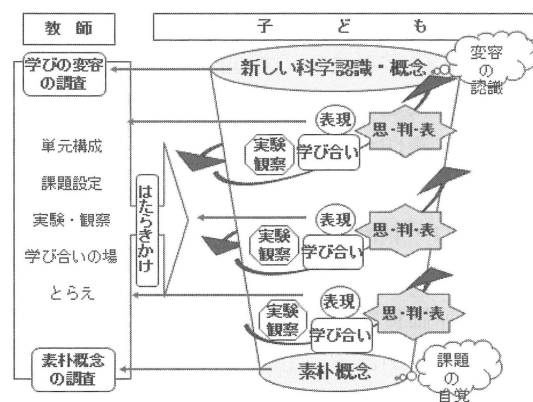 教師
子ども
学びの変容
の調査
新しい科学認識・概念
変容
の
認識
表現
思・判・表
実験
観察
学び合い
単元構成
課題設定
実験・観察
学び合いの場
とらえ
はたらきかけ
表現
思・判・表
実験
観察
学び合い
表現
思・判・表
実験
観察
学び合い
素朴概念
の調査
素朴概念
課題
の
自覚